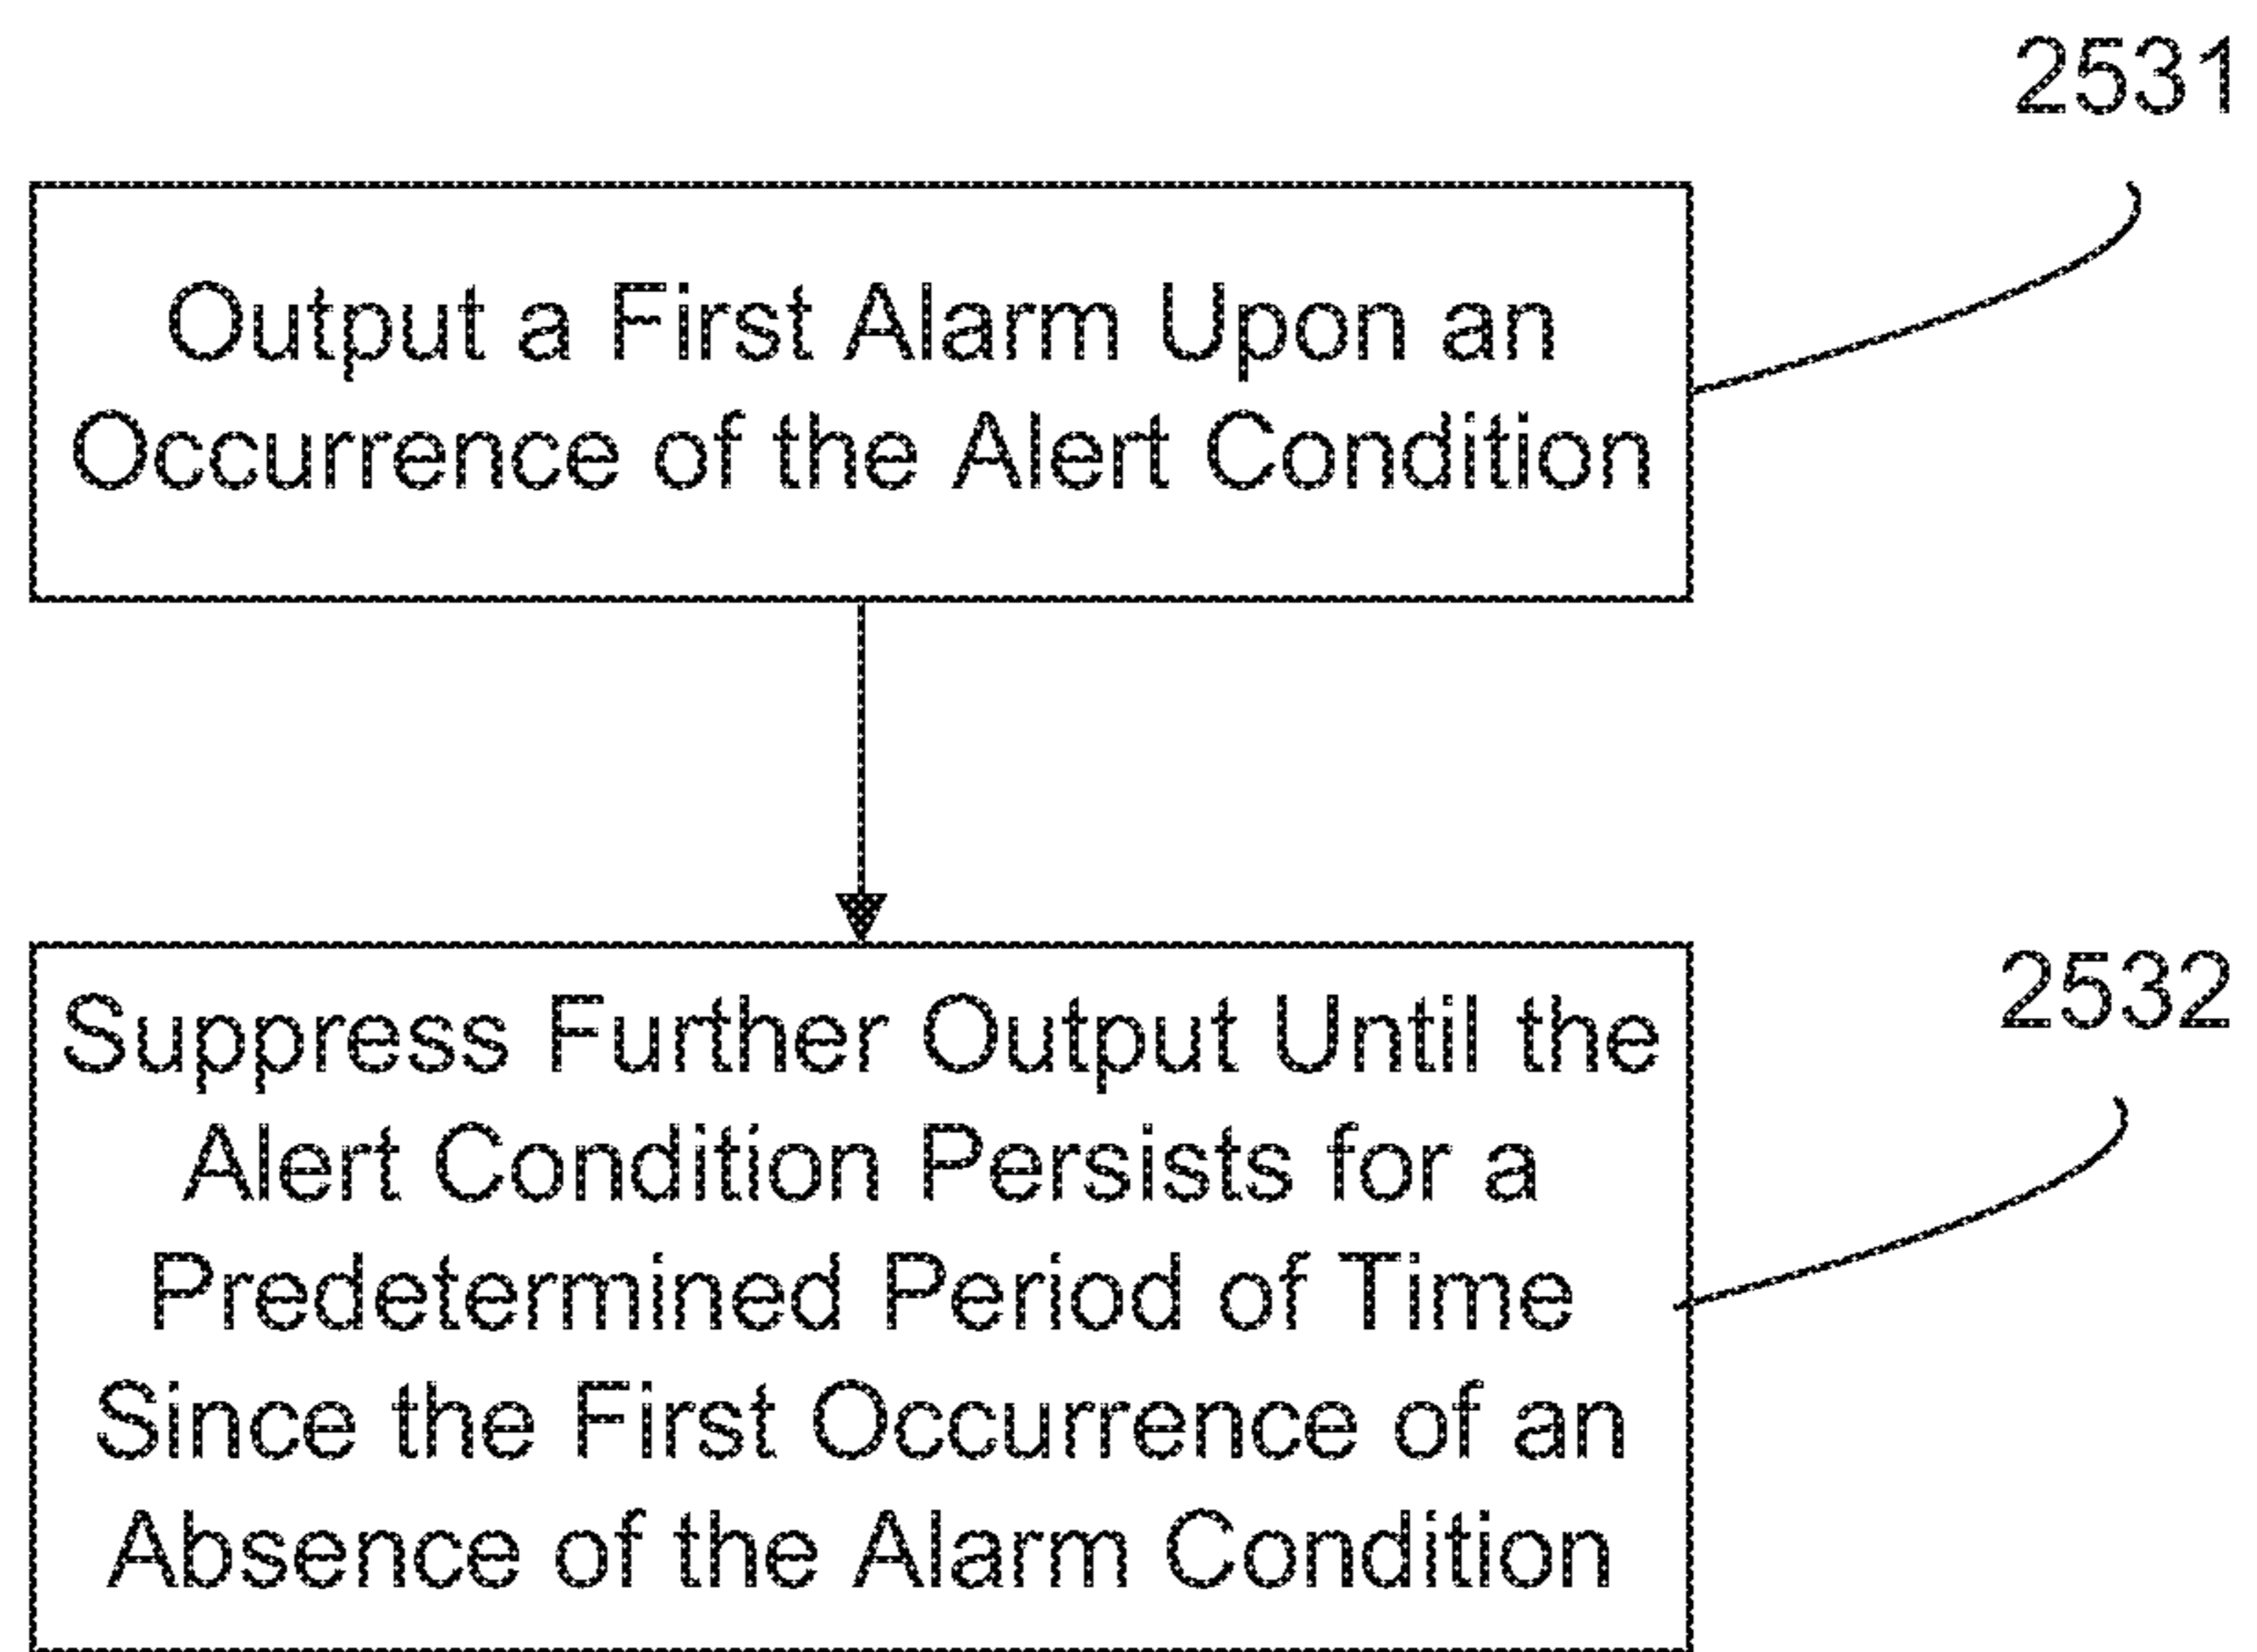 2531
Output a First Alarm Upon an
Occurrence of the Alert Condition
2532
Suppress Further Output Until the
Alert Condition Persists for a
Predetermined Period of Time
Since the First Occurrence of an
Absence of the Alarm Condition